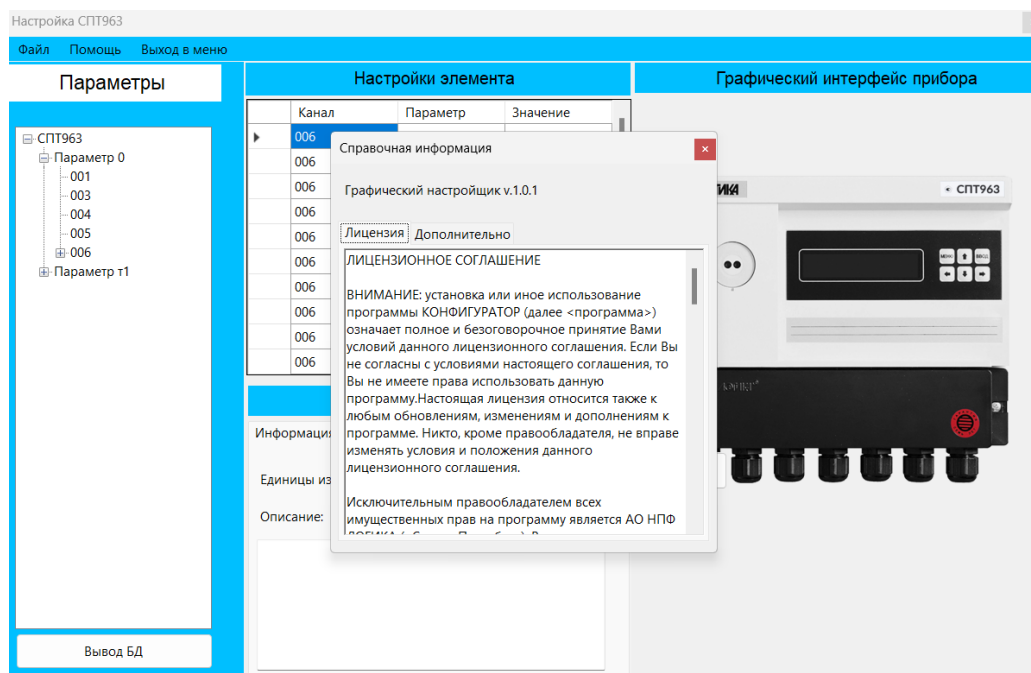 Настройка СПТ963
Файл Помощь Выход в меню
Параметры
Настройки элемента
Графический интерфейс прибора
Канал Параметр Значение
СПТ963
Параметр 0
001
003
004
005
006
Параметр т1
006
006
006
006
006
006
006
006
006
006
Справочная информация
Графический настройщик v.1.0.1
Лицензия Дополнительно
ЛИЦЕНЗИОННОЕ СОГЛАШЕНИЕ
ВНИМАНИЕ: установка или иное использование
программы КОНФИГУРАТОР (далее <программа>)
означает полное и безоговорочное принятие Вами
условий данного лицензионного соглашения. Если Вы
не согласны с условиями настоящего соглашения, то
Вы не имеете права использовать данную
программу.Настоящая лицензия относится также к
любым обновлениям, изменениям и дополнениям к
программе. Никто, кроме правообладателя, не вправе
изменять условия и положения данного
лицензионного соглашения.
Исключительным правообладателем всех
имущественных прав на программу является АО НПФ
СПТ963
МЕНЮ
ВВОД
Информация
Единицы из
Описание:
Вывод БД